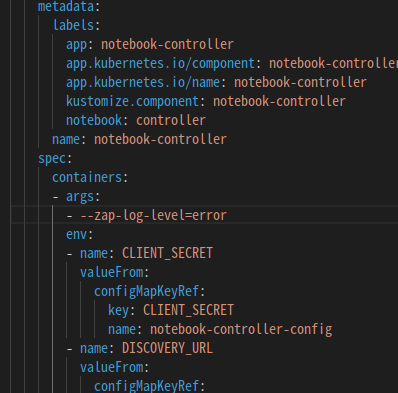 metadata:
labels:
app: notebook-controller
app.kubernetes.io/component: notebook-controlle
app.kubernetes.io/name: notebook-controller
kustomize.component: notebook-controller
notebook: controller
name: notebook-controller
spec:
containers:
- args:
- --zap-log-level=error
env:
- name: CLIENT_SECRET
valueFrom:
configMapKeyRef:
key: CLIENT_SECRET
name: notebook-controller-config
- name: DISCOVERY_URL
valueFrom:
configMapKeyRef: